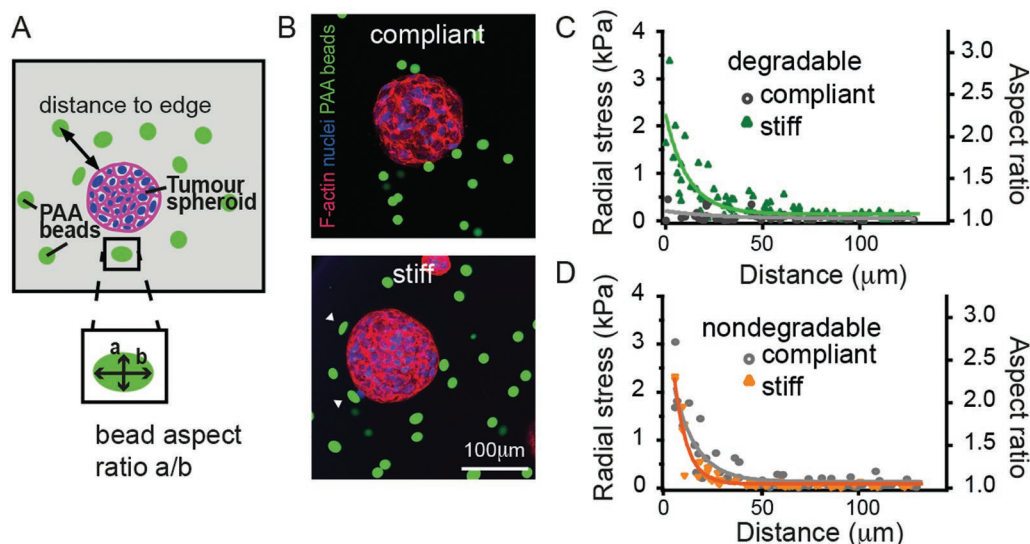 A
distance to edge
Tumour
spheroid
PAA
beads
a
b
bead aspect
ratio a/b
B
F-actin nuclei PAA beads
compliant
stiff
100μm
C
Radial stress (kPa)
4
3
2
1
0
degradable
compliant
stiff
3.0
2.5
2.0
1.5
1.0
Aspect ratio
0
50
100
Distance (μm)
D
Radial stress (kPa)
4
3
2
1
0
nondegradable
compliant
stiff
3.0
2.5
2.0
1.5
1.0
Aspect ratio
0
50
100
Distance (μm)